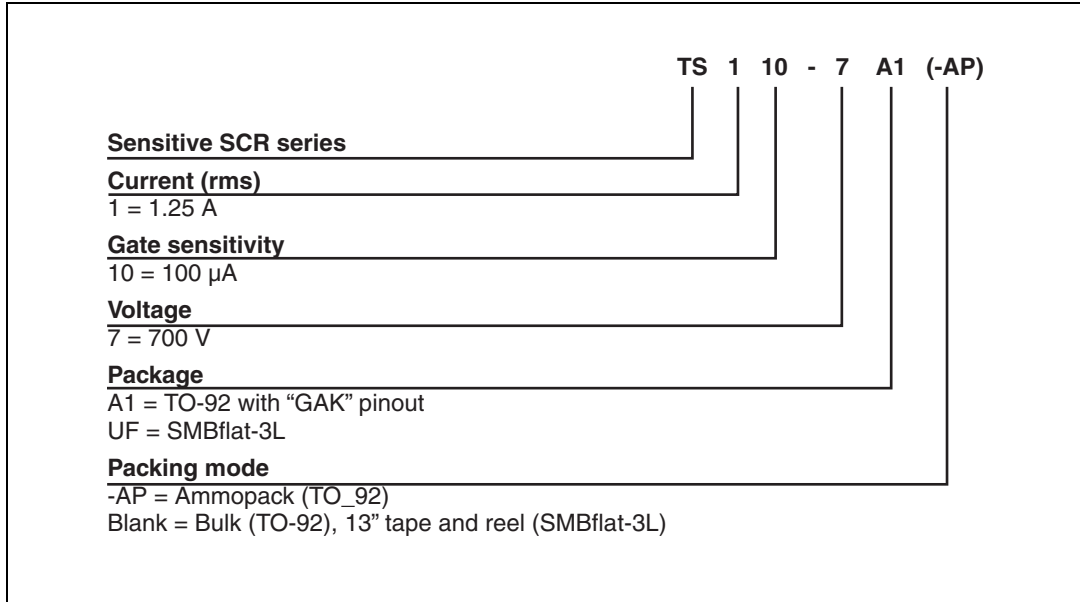 TS 1 10 - 7 A1 (-AP)
Sensitive SCR series
Current (rms)
1 = 1.25 A
Gate sensitivity
10 = 100 µA
Voltage
7 = 700 V
Package
A1 = TO-92 with “GAK” pinout
UF = SMBflat-3L
Packing mode
-AP = Ammopack (TO_92)
Blank = Bulk (TO-92), 13” tape and reel (SMBflat-3L)